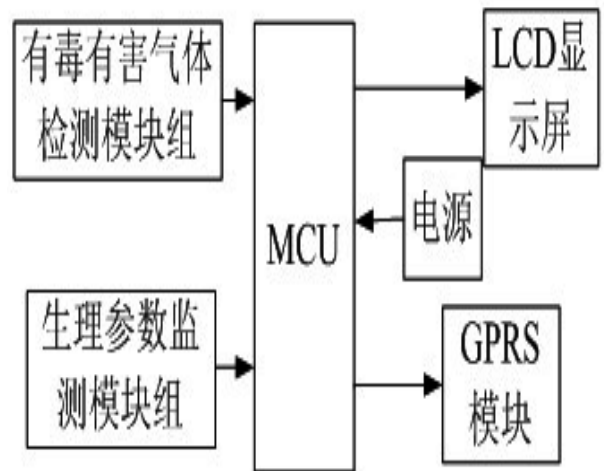 有毒有害气体
检测模块组
生理参数监
测模块组
MCU
LCD显
示屏
电源
GPRS
模块